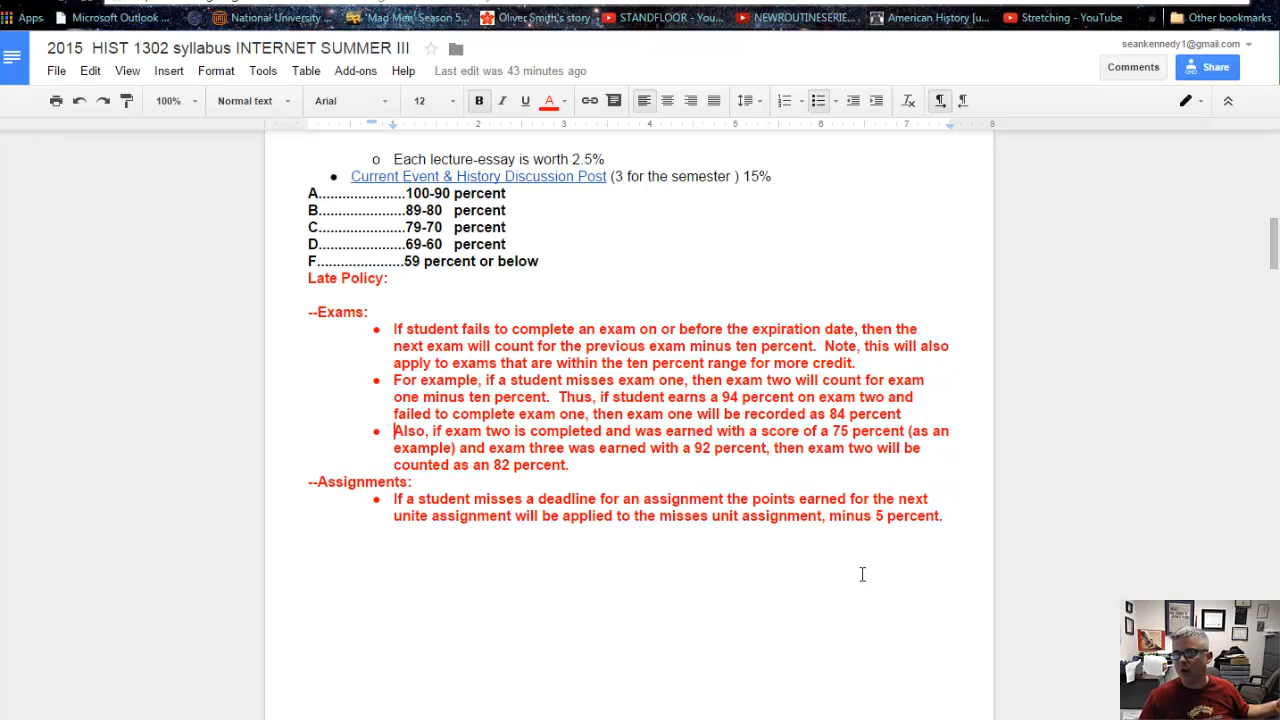 Apps Microsoft Outlook ... National University ... 'Mad Men' Season 5... Oliver Smith's story STANDFLOOR - You... NEWROUTINESERIE... American History [u... Stretching - YouTube » Other bookmarks
2015 HIST 1302 syllabus INTERNET SUMMER III
seankennedy1@gmail.com
File Edit View Insert Format Tools Table Add-ons Help Last edit was 43 minutes ago
Comments Share
100% Normal text Arial 12 B I U A
1 2 3 4 5 6 7 8
o Each lecture-essay is worth 2.5%
● Current Event & History Discussion Post (3 for the semester ) 15%
A.....................100-90 percent
B.....................89-80 percent
C.....................79-70 percent
D.....................69-60 percent
F.....................59 percent or below
Late Policy:
--Exams:
● If student fails to complete an exam on or before the expiration date, then the
next exam will count for the previous exam minus ten percent. Note, this will also
apply to exams that are within the ten percent range for more credit.
● For example, if a student misses exam one, then exam two will count for exam
one minus ten percent. Thus, if student earns a 94 percent on exam two and
failed to complete exam one, then exam one will be recorded as 84 percent
● Also, if exam two is completed and was earned with a score of a 75 percent (as an
example) and exam three was earned with a 92 percent, then exam two will be
counted as an 82 percent.
--Assignments:
● If a student misses a deadline for an assignment the points earned for the next
unite assignment will be applied to the misses unit assignment, minus 5 percent.